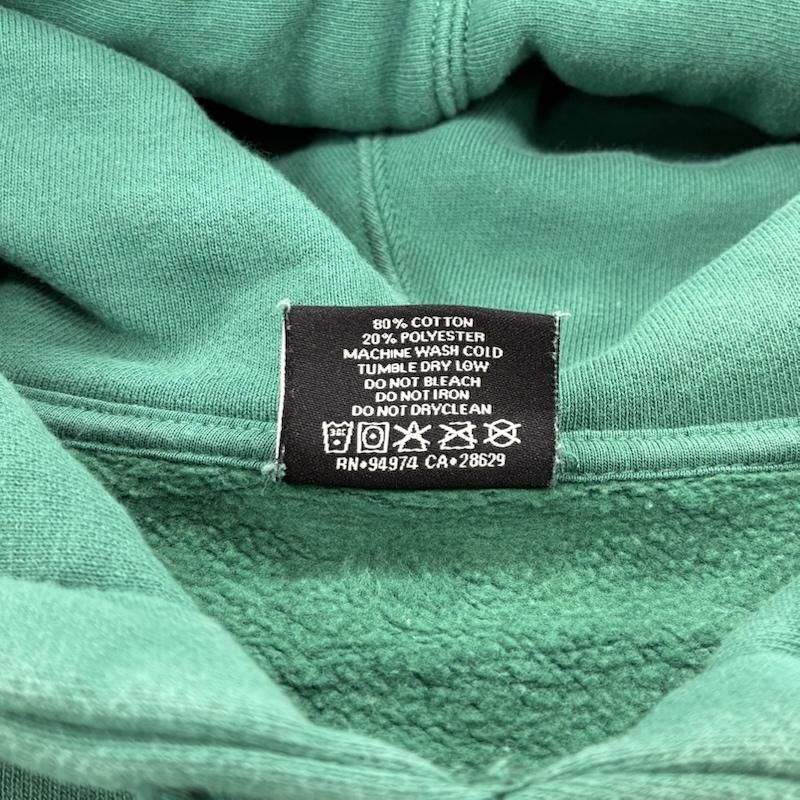 80% COTTON
20% POLYESTER
MACHINE WASH COLD
TUMBLE DRY LOW
DO NOT BLEACH
DO NOT IRON
DO NOT DRYCLEAN
RN•94974 CA•28629